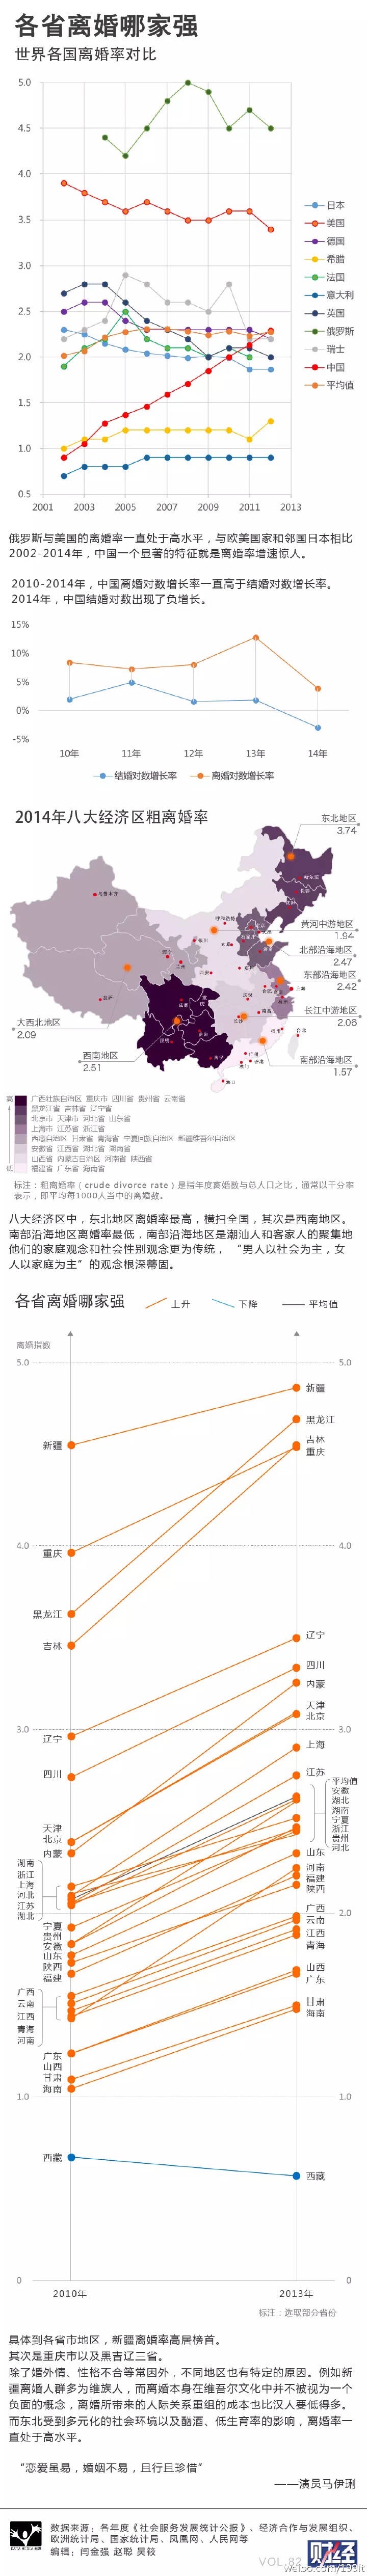 各省离婚哪家强
世界各国离婚率对比
5.0
4.5
4.0
3.5
3.0
2.5
2.0
1.5
1.0
0.5
2001
2003
2005
2007
2009
2011
2013
日本
美国
德国
希腊
法国
意大利
英国
俄罗斯
瑞士
中国
平均值
俄罗斯与美国的离婚率一直处于高水平，与欧美国家和邻国日本相比
2002-2014年，中国一个显著的特征就是离婚率增速惊人。
2010-2014年，中国离婚对数增长率一直高于结婚对数增长率。
2014年，中国结婚对数出现了负增长。
15%
10%
5%
0%
-5%
10年
11年
12年
13年
14年
结婚对数增长率
离婚对数增长率
2014年八大经济区粗离婚率
东北地区
3.74
黄河中游地区
1.94
北部沿海地区
2.47
东部沿海地区
2.42
长江中游地区
2.06
南部沿海地区
1.57
大西北地区
2.09
西南地区
2.51
高
低
广西壮族自治区 重庆市 四川省 贵州省 云南省
黑龙江省 吉林省 辽宁省
北京市 天津市 河北省 山东省
上海市 江苏省 浙江省
西藏自治区 甘肃省 青海省 宁夏回族自治区 新疆维吾尔自治区
安徽省 江西省 湖北省 湖南省
山西省 内蒙古自治区 河南省 陕西省
福建省 广东省 海南省
标注：粗离婚率（crude divorce rate）是指年度离婚数与总人口之比，通常以千分率
表示，即平均每1000人当中的离婚数。
八大经济区中，东北地区离婚率最高，横扫全国，其次是西南地区。
南部沿海地区离婚率最低，南部沿海地区是潮汕人和客家人的聚集地
他们的家庭观念和社会性别观念更为传统，“男人以社会为主，女
人以家庭为主”的观念根深蒂固。
各省离婚哪家强
上升
下降
平均值
离婚指数
5.0
5.0
新疆
黑龙江
吉林
重庆
新疆
4.0
4.0
重庆
黑龙江
吉林
辽宁
四川
内蒙
天津
北京
3.0
3.0
辽宁
四川
上海
江苏
平均值
安徽
湖北
湖南
宁夏
浙江
贵州
河北
天津
北京
内蒙
湖南
浙江
上海
河北
江苏
湖北
山东
河南
福建
陕西
2.0
宁夏
贵州
安徽
山东
陕西
福建
广西
云南
江西
青海
广西
云南
江西
青海
河南
山西
广东
甘肃
海南
广东
山西
甘肃
海南
1.0
1.0
西藏
西藏
0
0
2010年
2013年
标注：选取部分省份
具体到各省市地区，新疆离婚率高居榜首。
其次是重庆市以及黑吉辽三省。
除了婚外情、性格不合等常因外，不同地区也有特定的原因。例如新
疆离婚人群多为维族人，而离婚本身在维吾尔文化中并不被视为一个
负面的概念，离婚所带来的人际关系重组的成本也比汉人要低得多。
而东北受到多元化的社会环境以及酗酒、低生育率的影响，离婚率一
直处于高水平。
“恋爱虽易，婚姻不易，且行且珍惜”
——演员马伊琍
数据来源：各年度《社会服务发展统计公报》、经济合作与发展组织、
欧洲统计局、国家统计局、凤凰网、人民网等
编辑：闫金强 赵聪 吴筱
VOL.82
财经